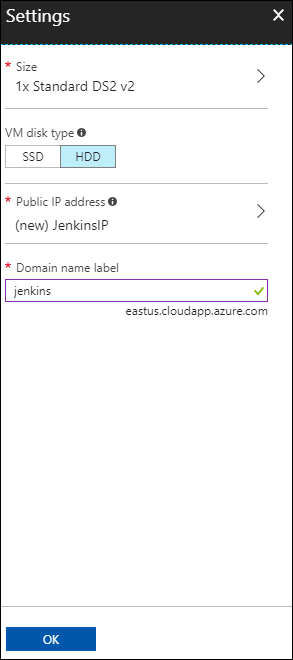 Settings
* Size
1x Standard DS2 v2
VM disk type
SSD HDD
* Public IP address
(new) JenkinsIP
* Domain name label
jenkins
eastus.cloudapp.azure.com
OK